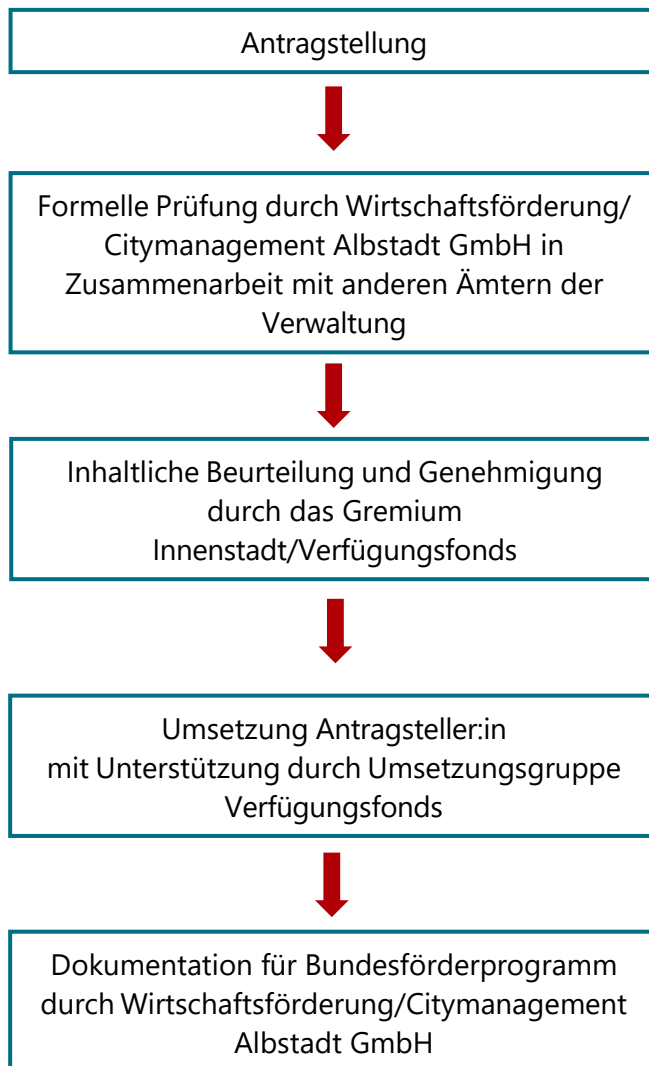 Antragstellung
Formelle Prüfung durch Wirtschaftsförderung/
Citymanagement Albstadt GmbH in
Zusammenarbeit mit anderen Ämtern der
Verwaltung
Inhaltliche Beurteilung und Genehmigung
durch das Gremium
Innenstadt/Verfügungsfonds
Umsetzung Antragsteller:in
mit Unterstützung durch Umsetzungsgruppe
Verfügungsfonds
Dokumentation für Bundesförderprogramm
durch Wirtschaftsförderung/Citymanagement
Albstadt GmbH